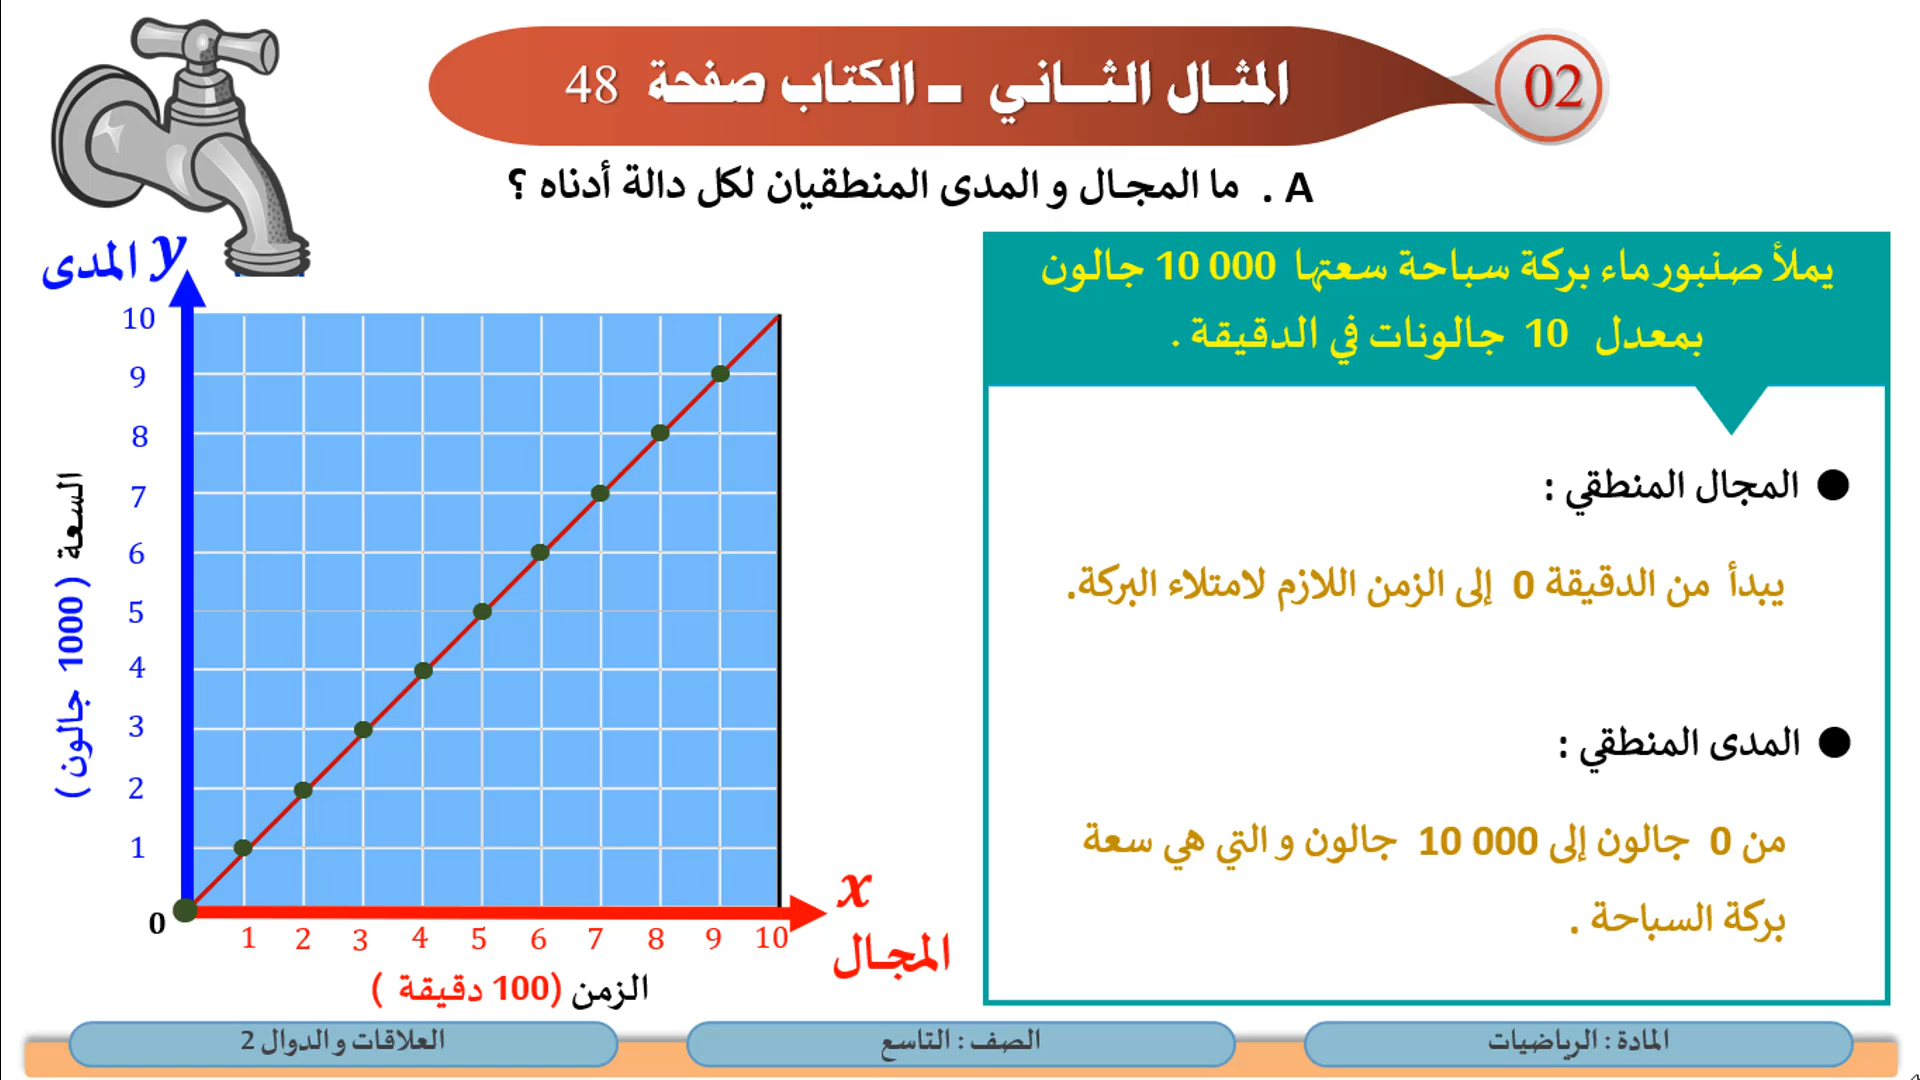 02
المثال الثاني - الكتاب صفحة 48
A . ما المجال و المدى المنطقيان لكل دالة أدناه ؟
يملأ صنبور ماء بركة سباحة سعتها 000 10 جالون
بمعدل 10 جالونات في الدقيقة .
المجال المنطقي :
يبدأ من الدقيقة 0 إلى الزمن اللازم لامتلاء البركة.
المدى المنطقي :
من 0 جالون إلى 000 10 جالون و التي هي سعة
بركة السباحة .
y المدى
10
9
8
7
6
5
4
3
2
1
0
السعة ( 1000 جالون )
1 2 3 4 5 6 7 8 9 10
x
المجال
الزمن (100 دقيقة )
المادة : الرياضيات
الصف : التاسع
العلاقات و الدوال 2